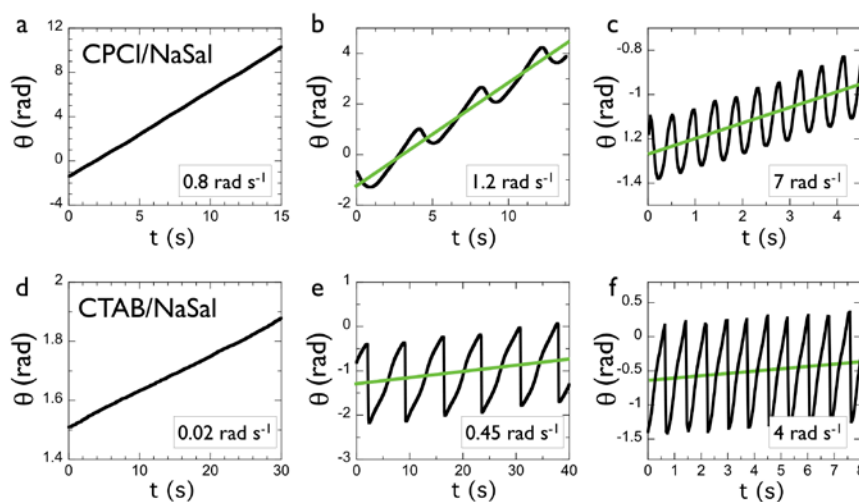 a
CPCl/NaSal
θ (rad)
12
8
4
0
-4
0 5 10 15
t (s)
0.8 rad s-1
b
θ (rad)
4
2
0
-2
0 5 10
t (s)
1.2 rad s-1
c
θ (rad)
-0.8
-1
-1.2
-1.4
0 1 2 3 4
t (s)
7 rad s-1
d
CTAB/NaSal
θ (rad)
2
1.8
1.6
1.4
0 10 20 30
t (s)
0.02 rad s-1
e
θ (rad)
1
0
-1
-2
-3
0 10 20 30 40
t (s)
0.45 rad s-1
f
θ (rad)
0.5
0
-0.5
-1
-1.5
0 1 2 3 4 5 6 7 8
t (s)
4 rad s-1